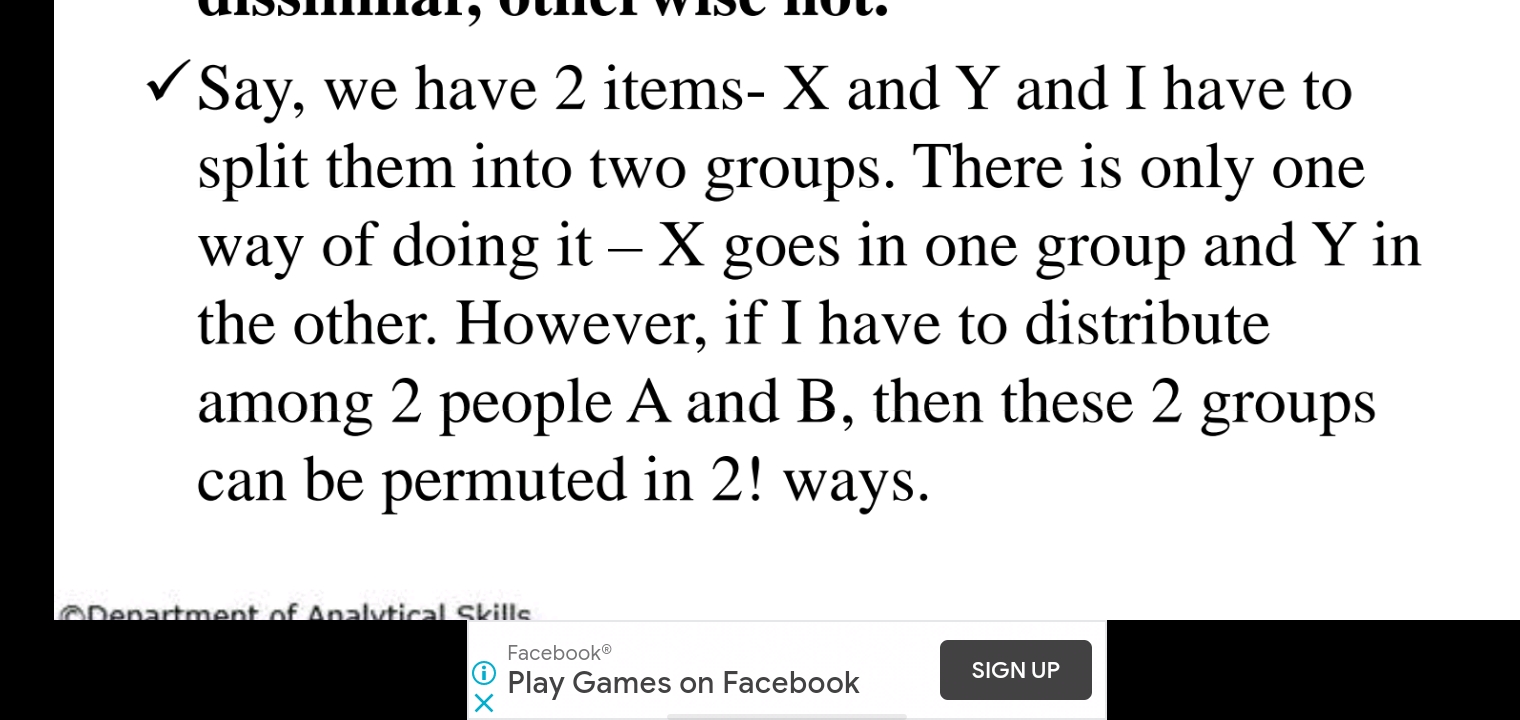 dissimilar, otherwise not.
✓Say, we have 2 items- X and Y and I have to
split them into two groups. There is only one
way of doing it – X goes in one group and Y in
the other. However, if I have to distribute
among 2 people A and B, then these 2 groups
can be permuted in 2! ways.
©Department of Analytical Skills
Facebook®
Play Games on Facebook
SIGN UP